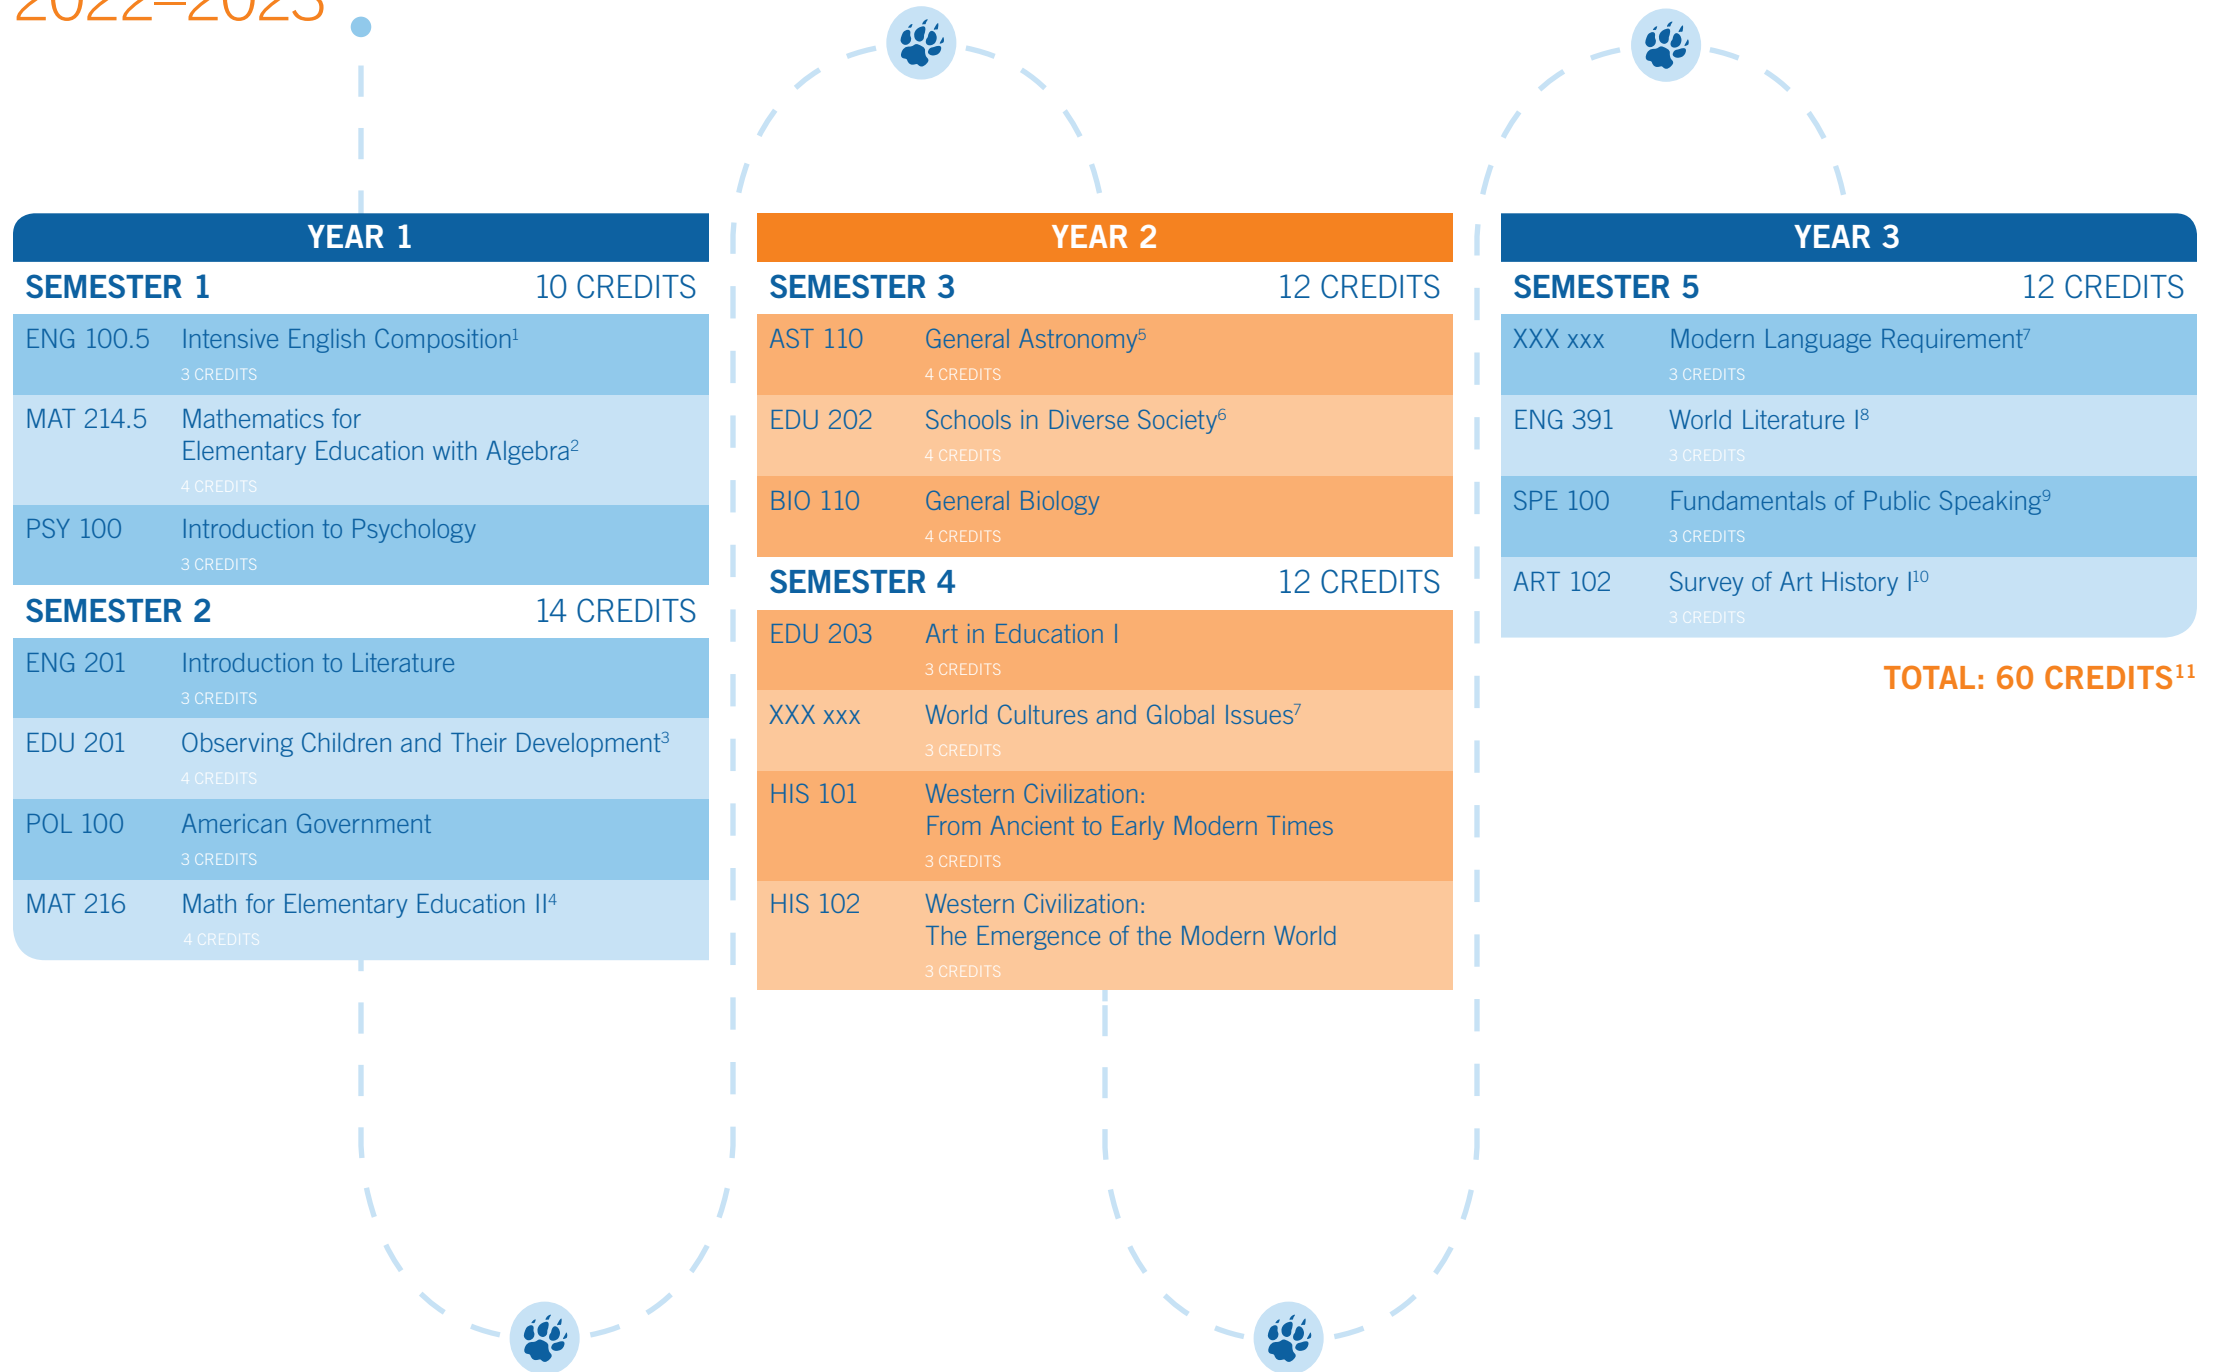 2022–2023
YEAR 1
SEMESTER 1 10 CREDITS
ENG 100.5 Intensive English Composition¹
3 CREDITS
MAT 214.5 Mathematics for
Elementary Education with Algebra²
4 CREDITS
PSY 100 Introduction to Psychology
3 CREDITS
SEMESTER 2 14 CREDITS
ENG 201 Introduction to Literature
3 CREDITS
EDU 201 Observing Children and Their Development³
4 CREDITS
POL 100 American Government
3 CREDITS
MAT 216 Math for Elementary Education II⁴
4 CREDITS
YEAR 2
SEMESTER 3 12 CREDITS
AST 110 General Astronomy⁵
4 CREDITS
EDU 202 Schools in Diverse Society⁶
4 CREDITS
BIO 110 General Biology
4 CREDITS
SEMESTER 4 12 CREDITS
EDU 203 Art in Education I
3 CREDITS
XXX xxx World Cultures and Global Issues⁷
3 CREDITS
HIS 101 Western Civilization:
From Ancient to Early Modern Times
3 CREDITS
HIS 102 Western Civilization:
The Emergence of the Modern World
3 CREDITS
YEAR 3
SEMESTER 5 12 CREDITS
XXX xxx Modern Language Requirement⁷
3 CREDITS
ENG 391 World Literature I⁸
3 CREDITS
SPE 100 Fundamentals of Public Speaking⁹
3 CREDITS
ART 102 Survey of Art History I¹⁰
3 CREDITS
TOTAL: 60 CREDITS¹¹